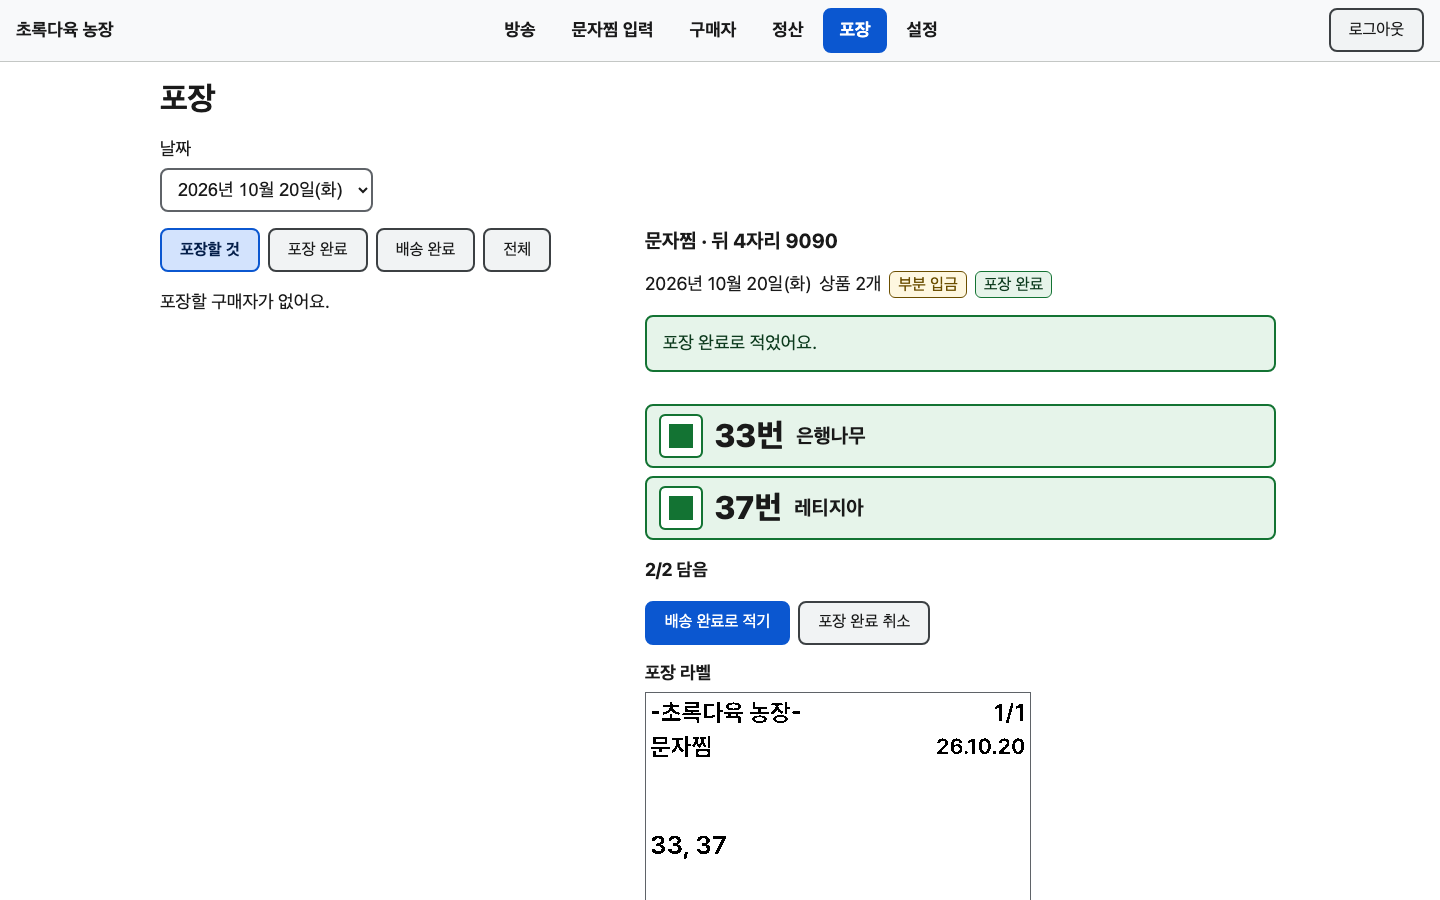 초록다육 농장
방송 문자찜 입력 구매자 정산 포장 설정
로그아웃
포장
날짜
2026년 10월 20일(화)
포장할 것 포장 완료 배송 완료 전체
포장할 구매자가 없어요.
문자찜 · 뒤 4자리 9090
2026년 10월 20일(화) 상품 2개 부분 입금 포장 완료
포장 완료로 적었어요.
33번 은행나무
37번 레티지아
2/2 담음
배송 완료로 적기 포장 완료 취소
포장 라벨
-초록다육 농장- 1/1
문자찜 26.10.20
33, 37